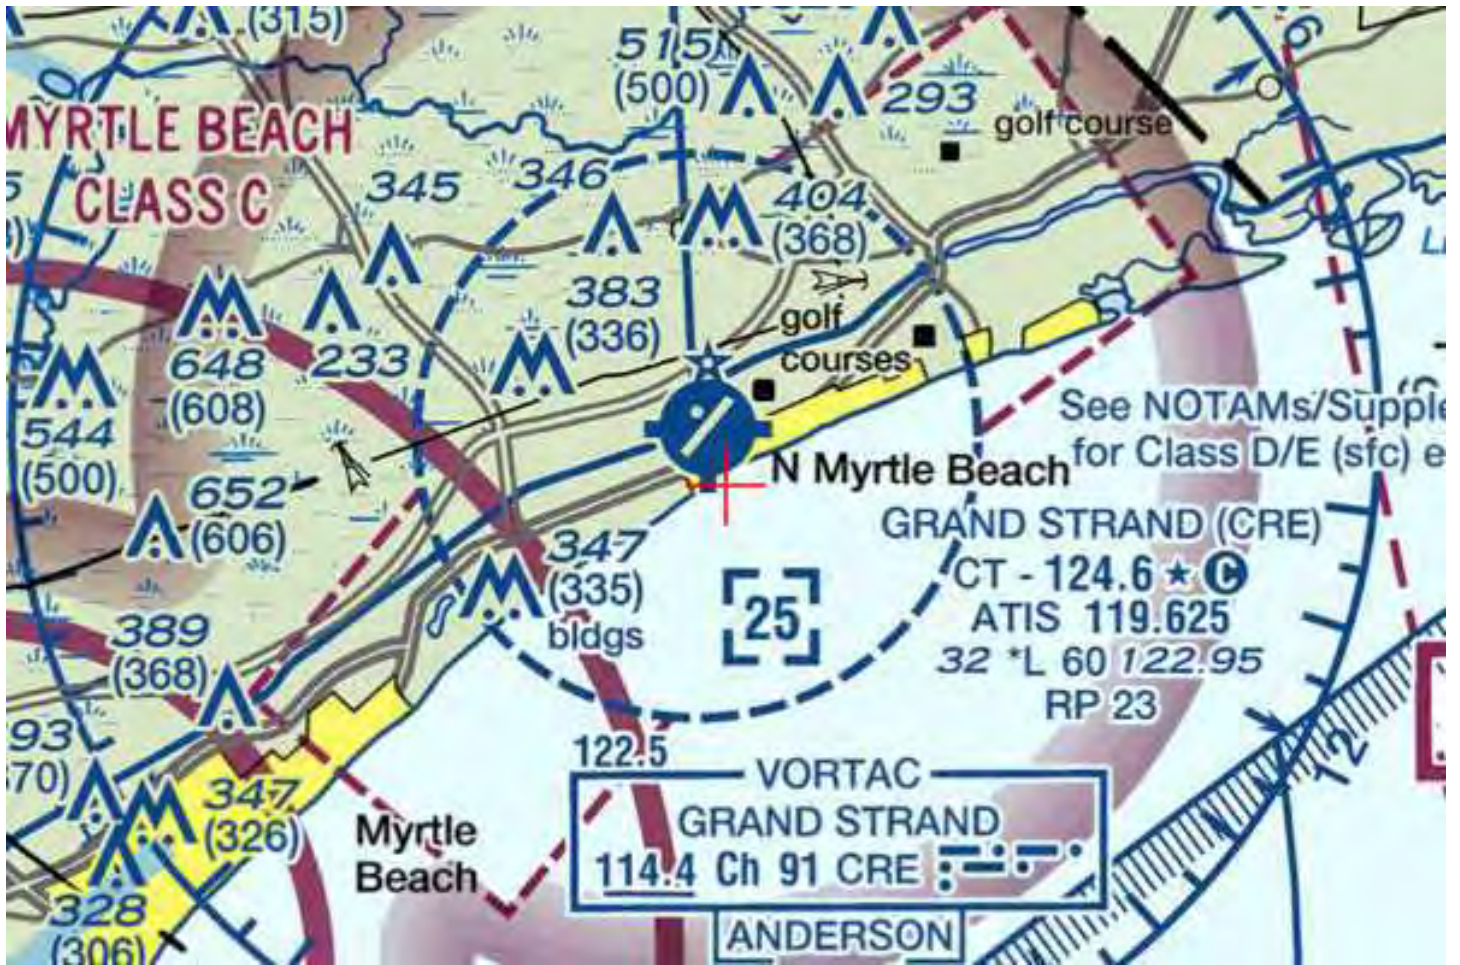 (315)
515
(500)
293
golf course
MYRTLE BEACH
CLASS C
345
346
404
(368)
383
(336)
golf
courses
648
(608)
233
544
(500)
652
(606)
See NOTAMs/Supple
for Class D/E (sfc) e
N Myrtle Beach
GRAND STRAND (CRE)
CT - 124.6 ★ C
ATIS 119.625
32 *L 60 122.95
RP 23
347
(335)
bldgs
25
389
(368)
93
70)
347
(326)
328
(306)
Myrtle
Beach
122.5
VORTAC
GRAND STRAND
114.4 Ch 91 CRE
ANDERSON
12
0